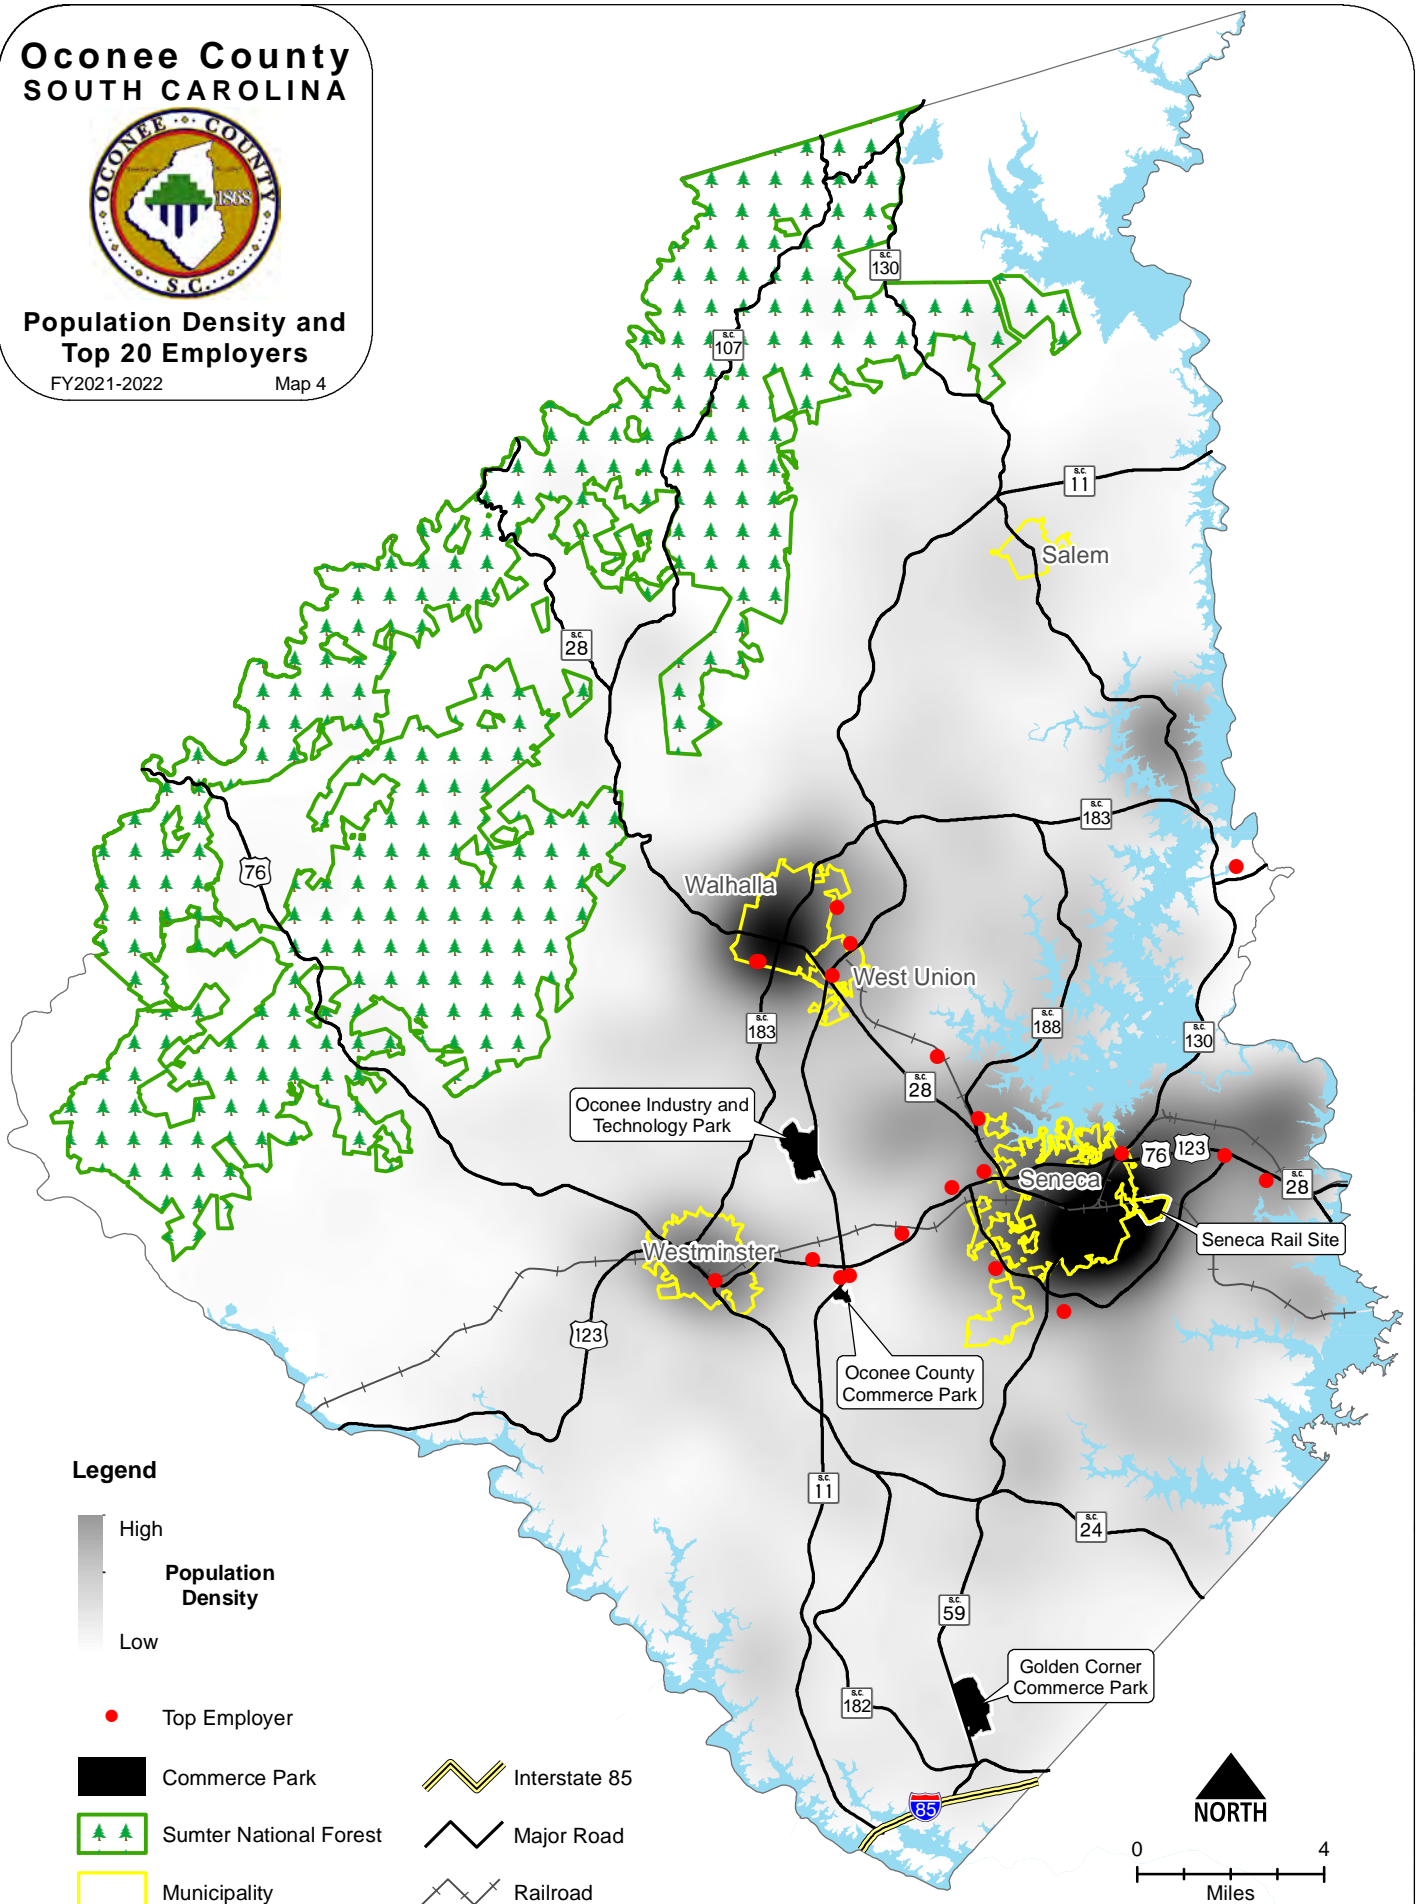 Oconee County
SOUTH CAROLINA
OCONEE COUNTY
1868
S.C.
Population Density and
Top 20 Employers
FY2021-2022 Map 4
S.C.
130
S.C.
107
S.C.
11
Salem
S.C.
28
S.C.
183
76
Walhalla
West Union
S.C.
183
S.C.
188
S.C.
130
S.C.
28
Oconee Industry and
Technology Park
76
123
Seneca
S.C.
28
Seneca Rail Site
Westminster
123
Oconee County
Commerce Park
S.C.
11
S.C.
24
S.C.
59
Golden Corner
Commerce Park
S.C.
182
85
Legend
High
Population
Density
Low
Top Employer
Commerce Park
Interstate 85
Sumter National Forest
Major Road
Municipality
Railroad
NORTH
0 4
Miles